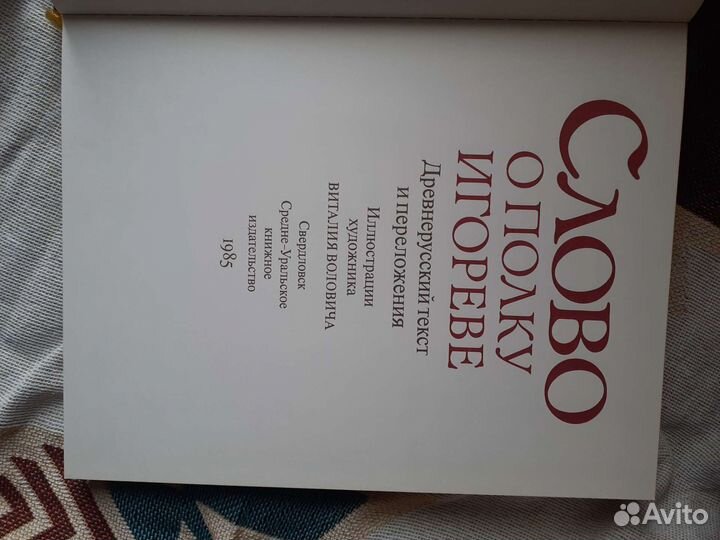 СЛОВО
О ПОЛКУ
ИГОРЕВЕ
Древнерусский текст
и переложения
Иллюстрации
художника
ВИТАЛИЯ ВОЛОВИЧА
Свердловск
Средне-Уральское
книжное
издательство
1985
Avito